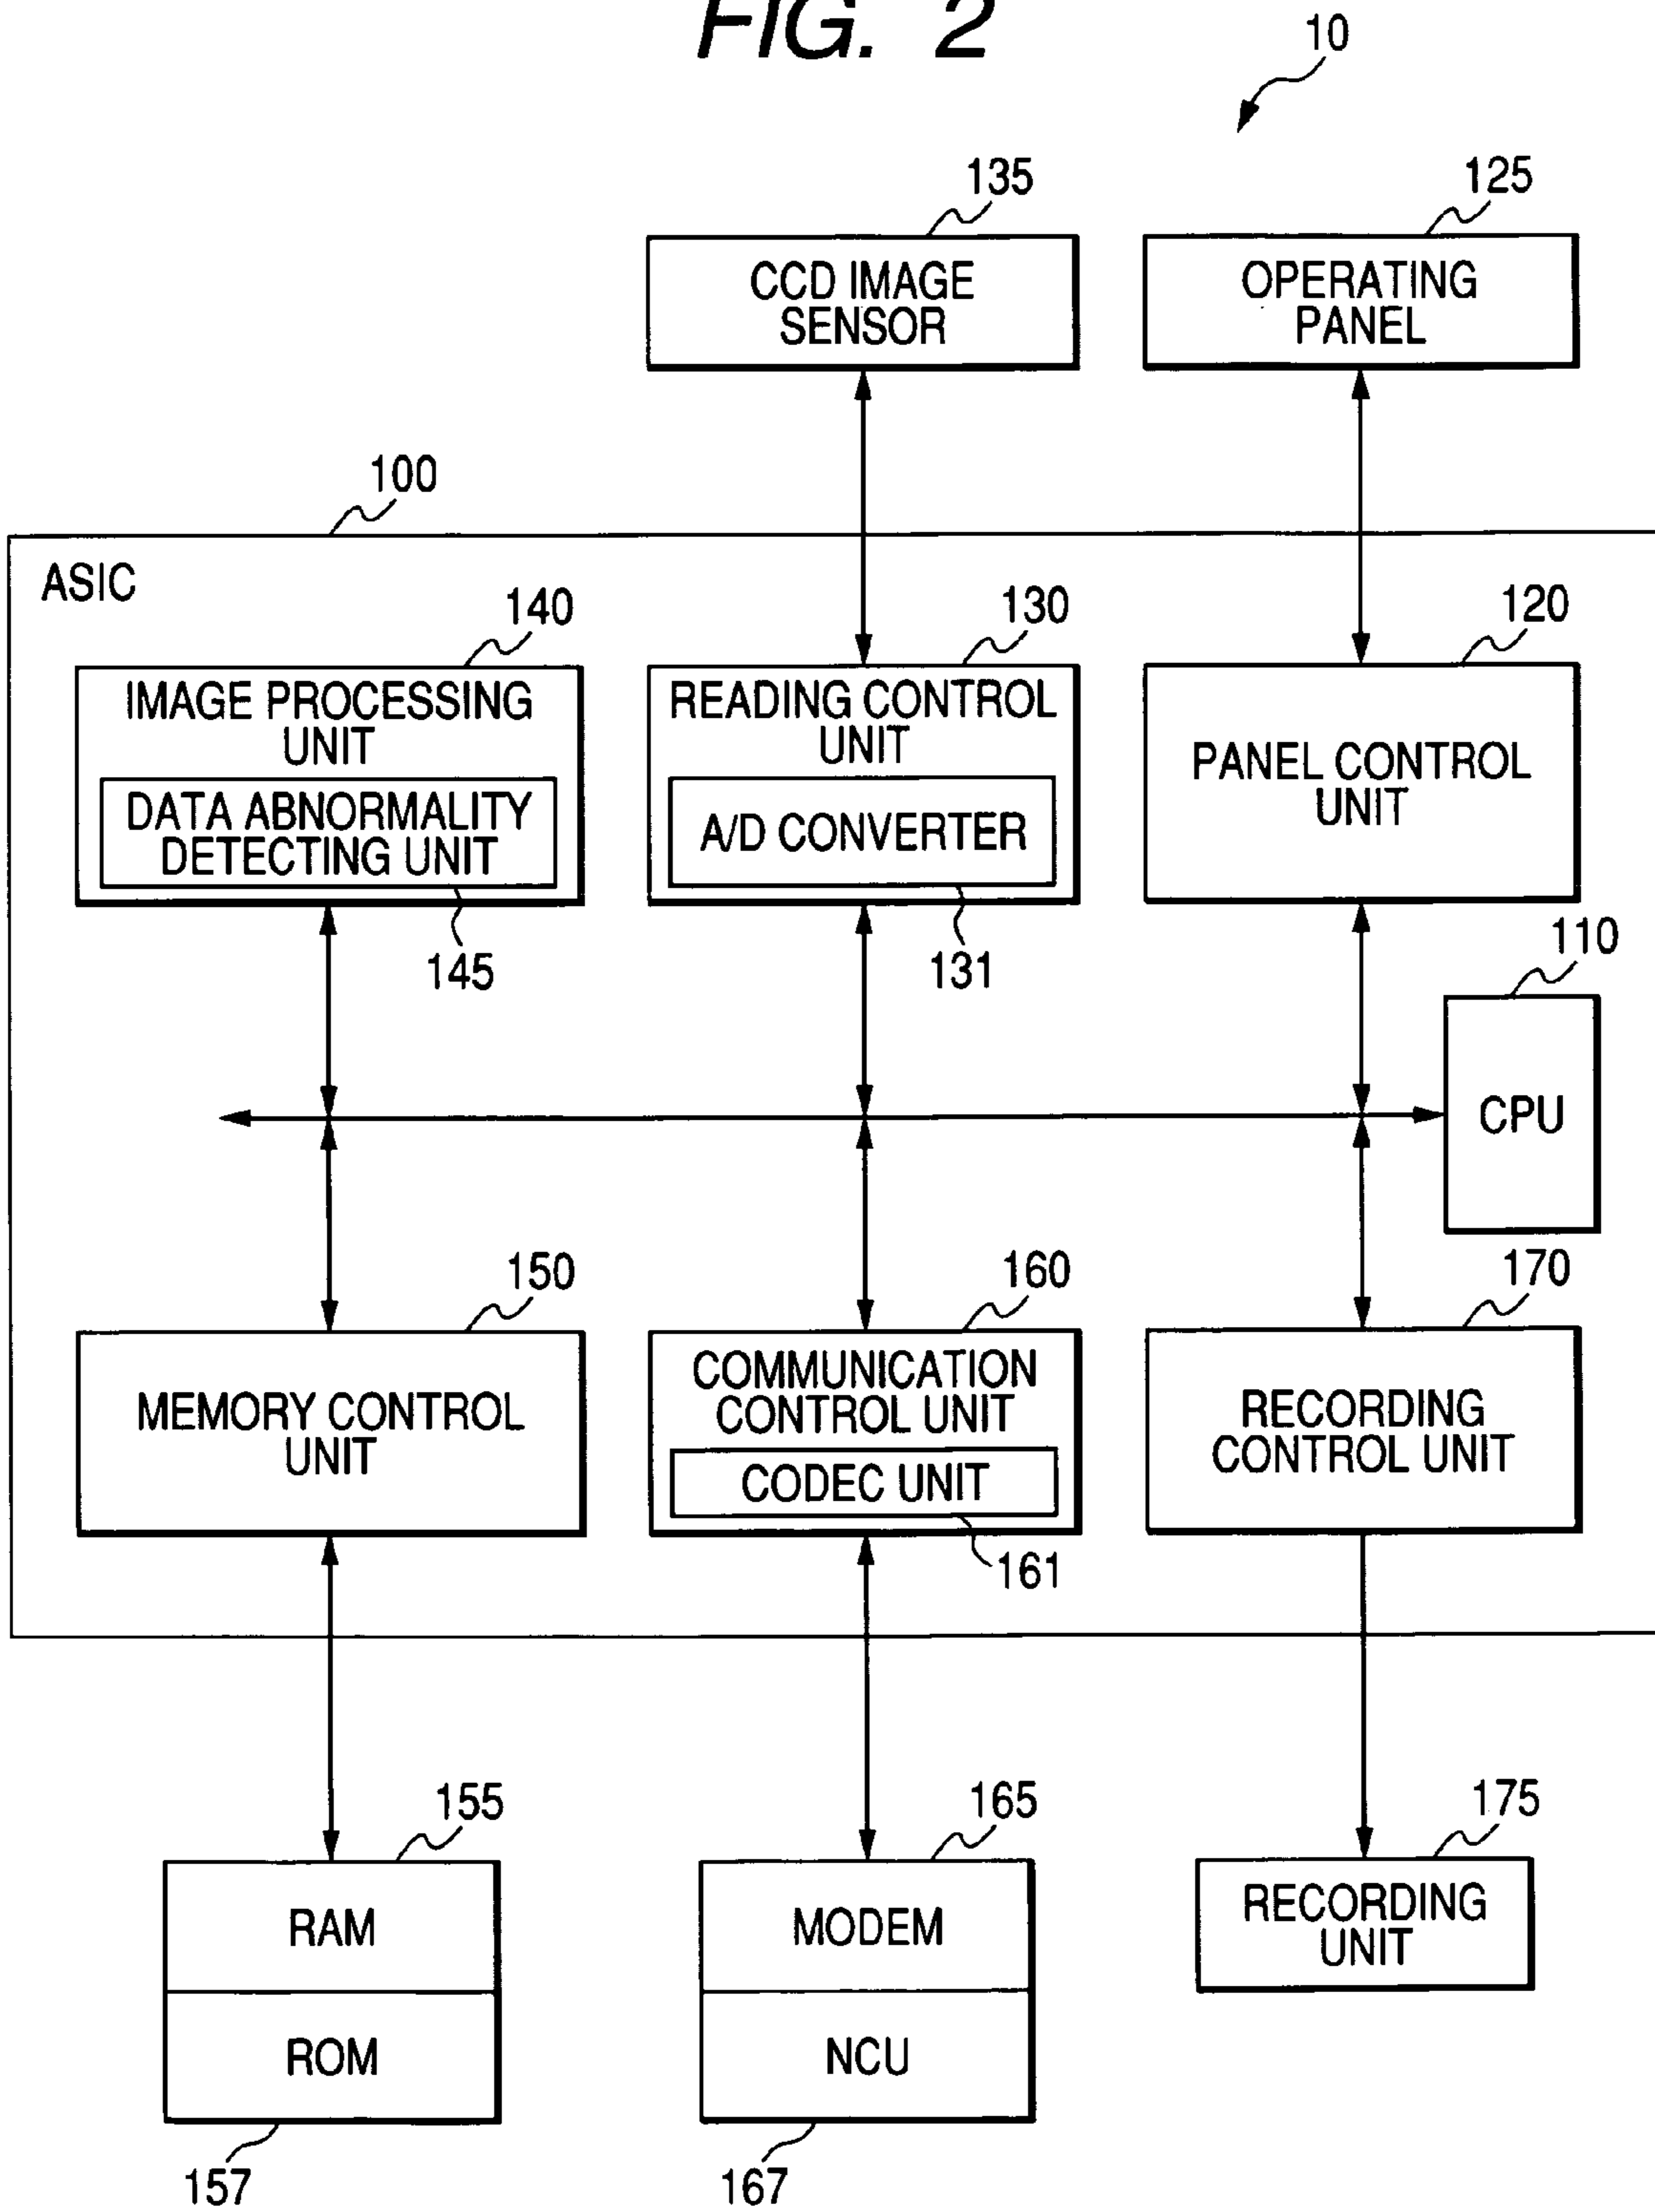 FIG. 2
10
135
125
CCD IMAGE
SENSOR
OPERATING
PANEL
100
ASIC
140
130
120
IMAGE PROCESSING
UNIT
DATA ABNORMALITY
DETECTING UNIT
READING CONTROL
UNIT
A/D CONVERTER
PANEL CONTROL
UNIT
145
131
110
CPU
150
160
170
MEMORY CONTROL
UNIT
COMMUNICATION
CONTROL UNIT
CODEC UNIT
RECORDING
CONTROL UNIT
161
155
165
175
RAM
ROM
MODEM
NCU
RECORDING
UNIT
157
167